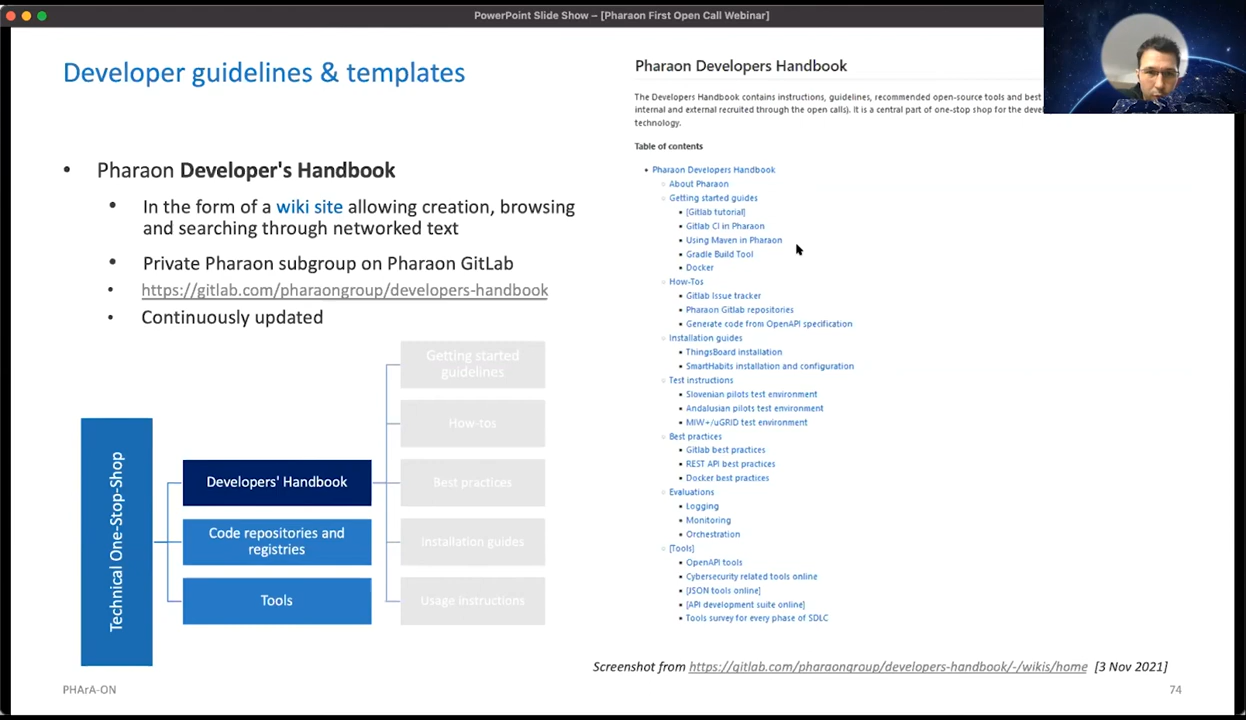 PowerPoint Slide Show – [Pharaon First Open Call Webinar]
Developer guidelines & templates
• Pharaon Developer's Handbook
• In the form of a wiki site allowing creation, browsing
and searching through networked text
• Private Pharaon subgroup on Pharaon GitLab
• https://gitlab.com/pharaongroup/developers-handbook
• Continuously updated
Technical One-Stop-Shop
Developers' Handbook
Code repositories and
registries
Tools
Getting started
guidelines
How-tos
Best practices
Installation guides
Usage instructions
Pharaon Developers Handbook
The Developers Handbook contains instructions, guidelines, recommended open-source tools and best
internal and external recruited through the open calls). It is a central part of one-stop shop for the
technology.
Table of contents
• Pharaon Developers Handbook
○ About Pharaon
○ Getting started guides
▪ [Gitlab tutorial]
▪ Gitlab CI in Pharaon
▪ Using Maven in Pharaon
▪ Gradle Build Tool
▪ Docker
○ How-Tos
▪ Gitlab Issue tracker
▪ Pharaon Gitlab repositories
▪ Generate code from OpenAPI specification
○ Installation guides
▪ ThingsBoard installation
▪ SmartHabits installation and configuration
○ Test instructions
▪ Slovenian pilots test environment
▪ Andalusian pilots test environment
▪ MIW+/uGRID test environment
○ Best practices
▪ Gitlab best practices
▪ REST API best practices
▪ Docker best practices
○ Evaluations
▪ Logging
▪ Monitoring
▪ Orchestration
○ [Tools]
▪ OpenAPI tools
▪ Cybersecurity related tools online
▪ [JSON tools online]
▪ [API development suite online]
▪ Tools survey for every phase of SDLC
Screenshot from https://gitlab.com/pharaongroup/developers-handbook/-/wikis/home [3 Nov 2021]
PHArA-ON
74